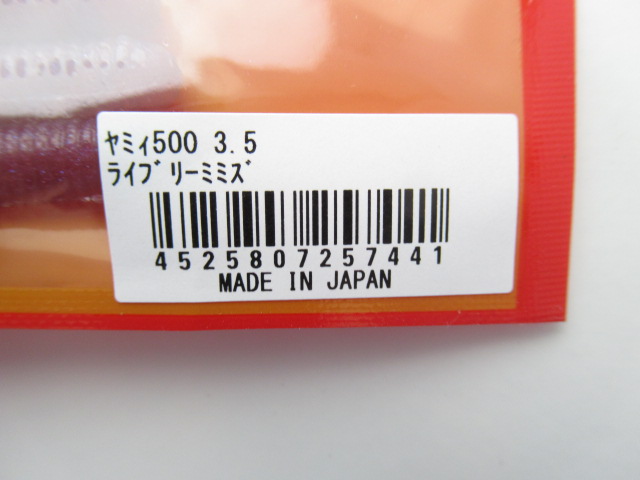 ﾔﾐｨ500 3.5
ﾗｲﾌﾞﾘｰﾐﾐｽﾞ
4525807257441
MADE IN JAPAN